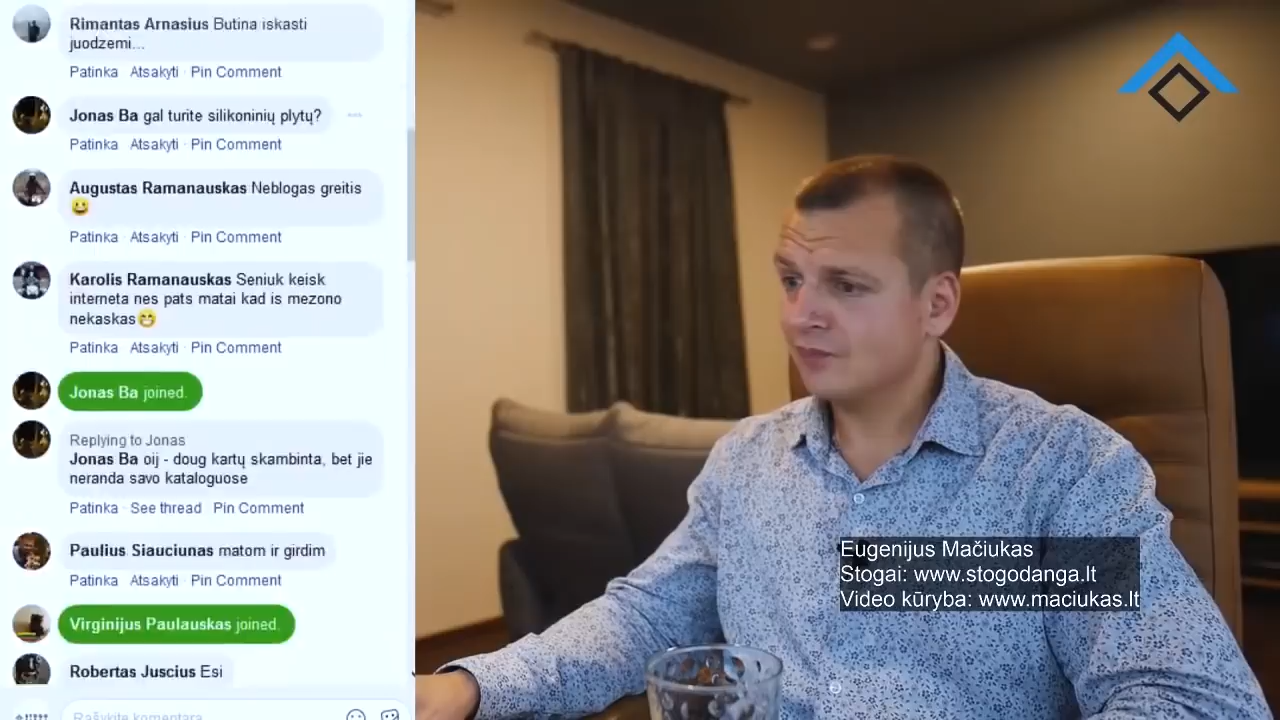 Rimantas Arnasius Butina iskasti
juodzemi...
Patinka · Atsakyti · Pin Comment
Jonas Ba gal turite silikoninių plytų?
Patinka · Atsakyti · Pin Comment
Augustas Ramanauskas Neblogas greitis
😀
Patinka · Atsakyti · Pin Comment
Karolis Ramanauskas Seniuk keisk
interneta nes pats matai kad is mezono
nekaskas😁
Patinka · Atsakyti · Pin Comment
Jonas Ba joined.
Replying to Jonas
Jonas Ba oij - doug kartų skambinta, bet jie
neranda savo kataloguose
Patinka · See thread · Pin Comment
Paulius Siauciunas matom ir girdim
Patinka · Atsakyti · Pin Comment
Virginijus Paulauskas joined.
Robertas Juscius Esi
Rašykite komentarą
Eugenijus Mačiukas
Stogai: www.stogodanga.lt
Video kūryba: www.maciukas.lt